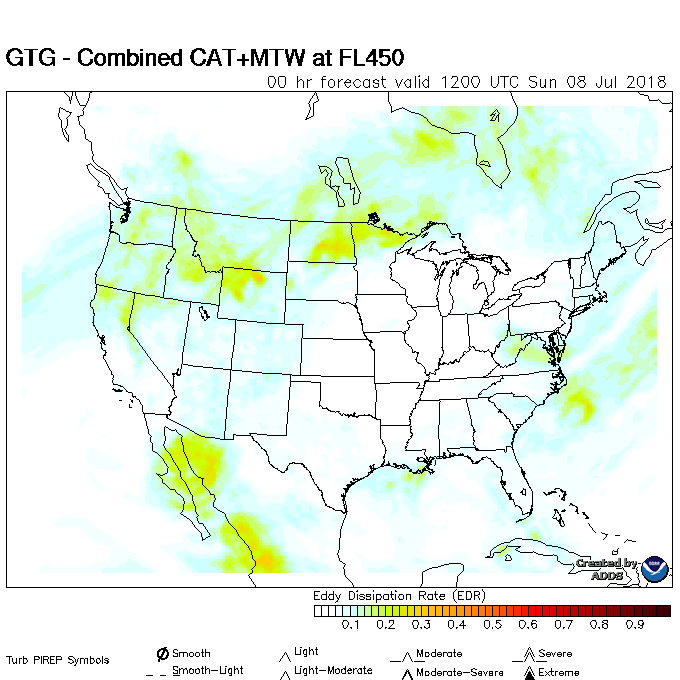 GTG - Combined CAT+MTW at FL450
00 hr forecast valid 1200 UTC Sun 08 Jul 2018
Created by
ADDS
Eddy Dissipation Rate (EDR)
0.1 0.2 0.3 0.4 0.5 0.6 0.7 0.8 0.9
Turb PIREP Symbols
Smooth Light Moderate Severe
Smooth-Light Light-Moderate Moderate-Severe Extreme